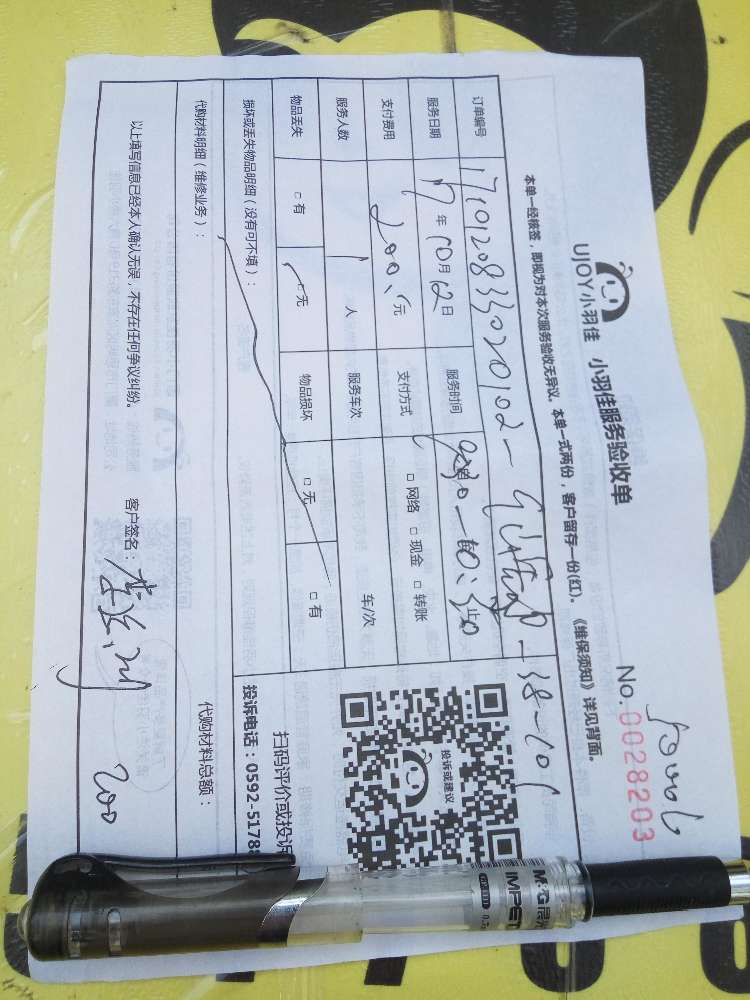 UJOY小羽佳 小羽佳服务验收单
No.0028203
本单一经核签，即视为对本次服务验收无异议。本单一式两份，客户留存一份(红)。《维保须知》详见背面。
订单编号
服务日期 17年10月12日 服务时间
支付费用 200.元 支付方式 □网络 □现金 □转账
服务人数 1人 服务车次 车/次
物品丢失 □有 □无 物品损坏 □无 □有
损坏或丢失物品明细（没有可不填）：
代购材料明细（维修业务）：
代购材料总额：
200
以上填写信息已经本人确认无误，不存在任何争议纠纷。 客户签名：
投诉或建议
扫码评价或投诉
投诉电话：0592-5178
M&G晨光
IMPET